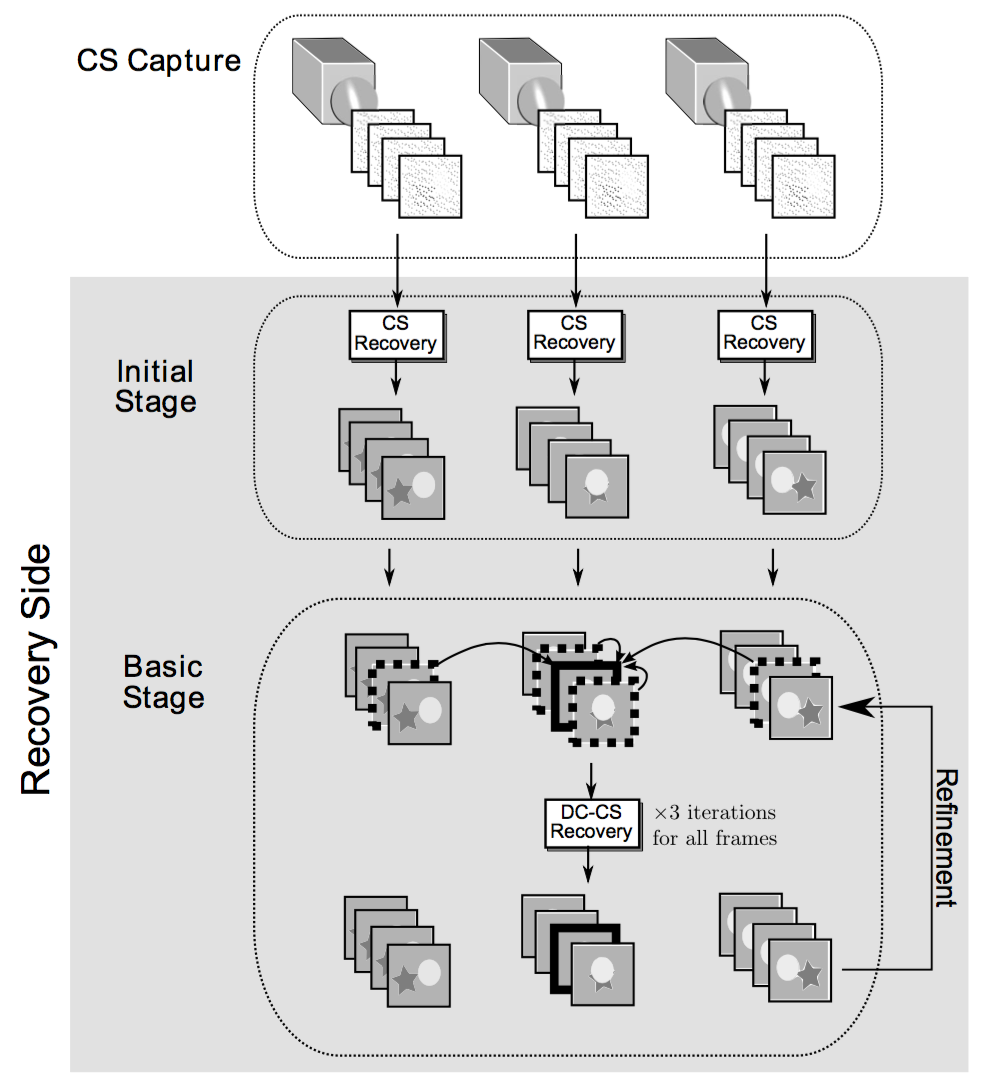 CS Capture
CS
Recovery
CS
Recovery
CS
Recovery
Initial
Stage
Recovery Side
Basic
Stage
DC-CS
Recovery
×3 iterations
for all frames
Refinement